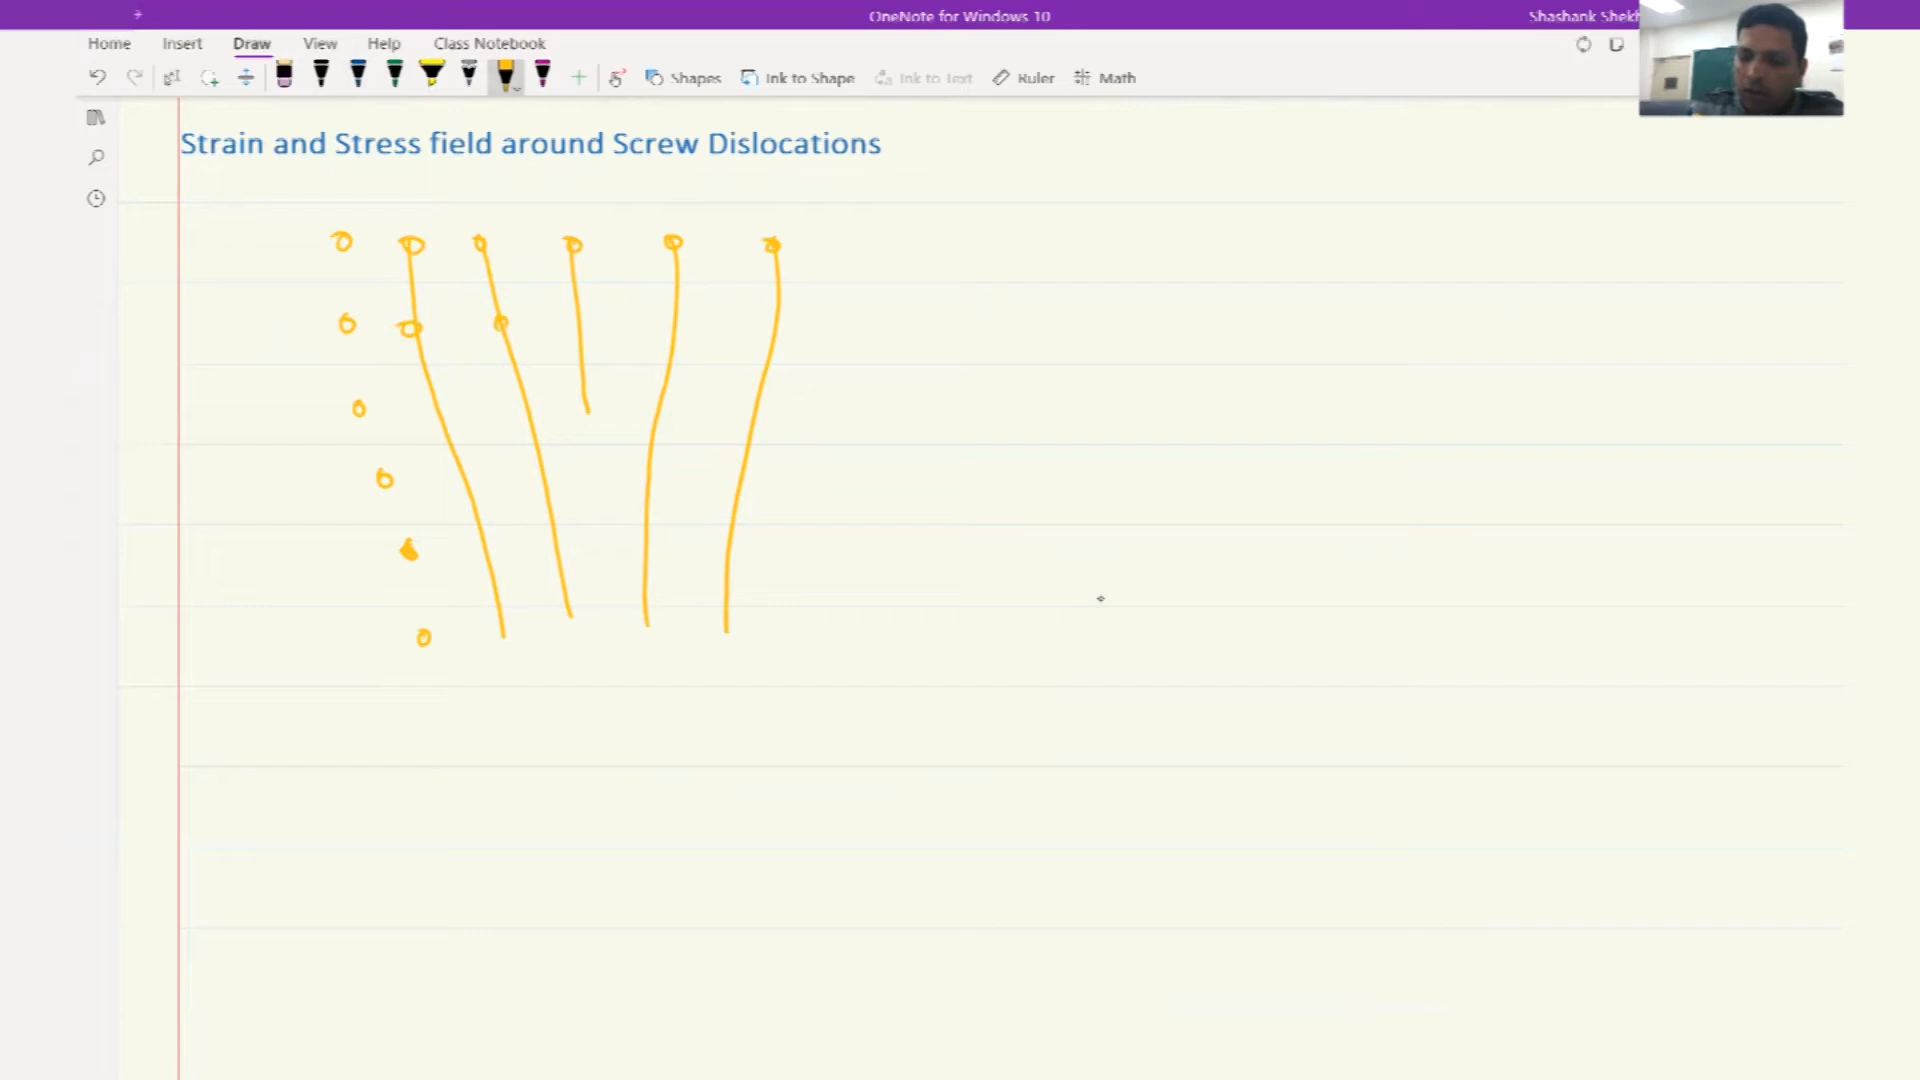 OneNote for Windows 10
Shashank Shekh
Home Insert Draw View Help Class Notebook
Shapes Ink to Shape Ink to Text Ruler Math
Strain and Stress field around Screw Dislocations